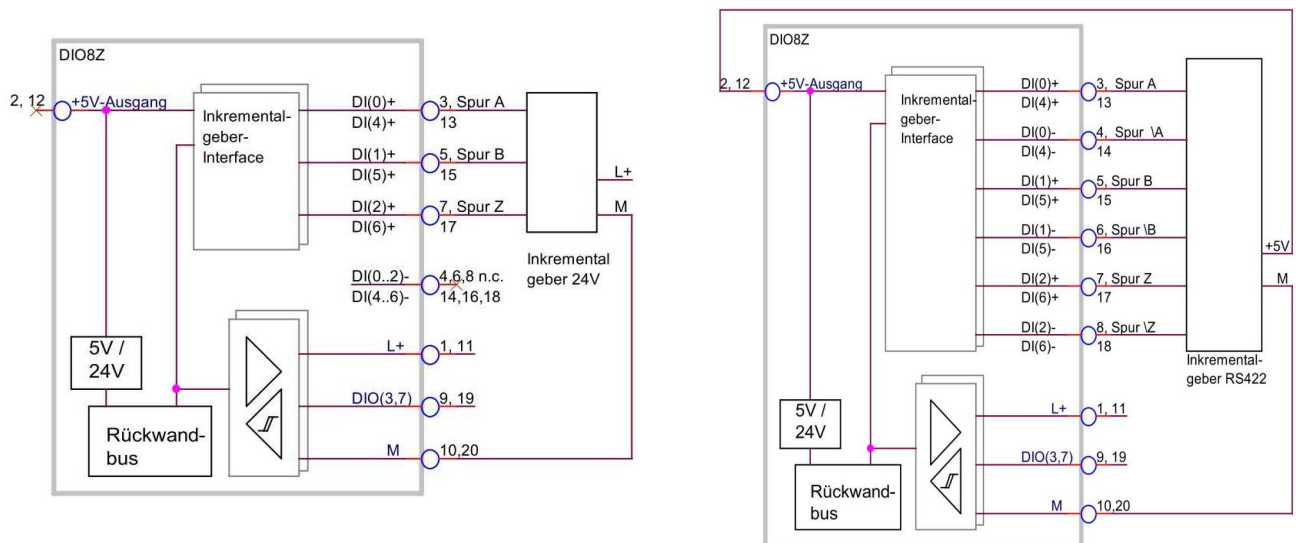 DIO8Z
2, 12
+5V-Ausgang
Inkremental-
geber-
Interface
DI(0)+
DI(4)+
3, Spur A
13
DI(1)+
DI(5)+
5, Spur B
15
DI(2)+
DI(6)+
7, Spur Z
17
L+
M
Inkremental
geber 24V
DI(0..2)-
DI(4..6)-
4,6,8 n.c.
14,16,18
5V /
24V
L+
1, 11
DIO(3,7)
9, 19
Rückwand-
bus
M
10,20
DIO8Z
2, 12
+5V-Ausgang
Inkremental-
geber-
Interface
DI(0)+
DI(4)+
3, Spur A
13
DI(0)-
DI(4)-
4, Spur \A
14
DI(1)+
DI(5)+
5, Spur B
15
DI(1)-
DI(5)-
6, Spur \B
16
DI(2)+
DI(6)+
7, Spur Z
17
DI(2)-
DI(6)-
8, Spur \Z
18
+5V
M
Inkremental-
geber RS422
5V /
24V
L+
1, 11
DIO(3,7)
9, 19
Rückwand-
bus
M
10,20